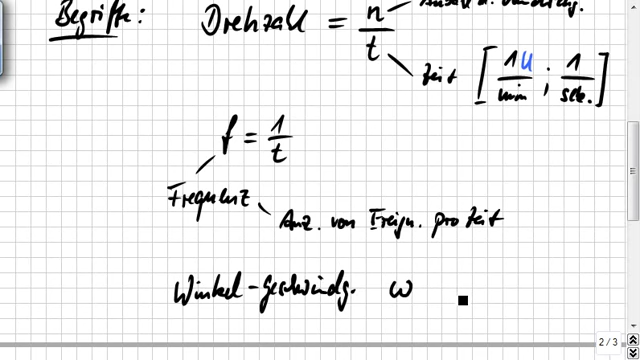 Begriffe: Drehzahl = n/t
Zeit [1U/min ; 1/sek.]
f = 1/t
Frequenz
Anz. von Ereign. pro Zeit
Winkel-geschwindg. ω
2 / 3